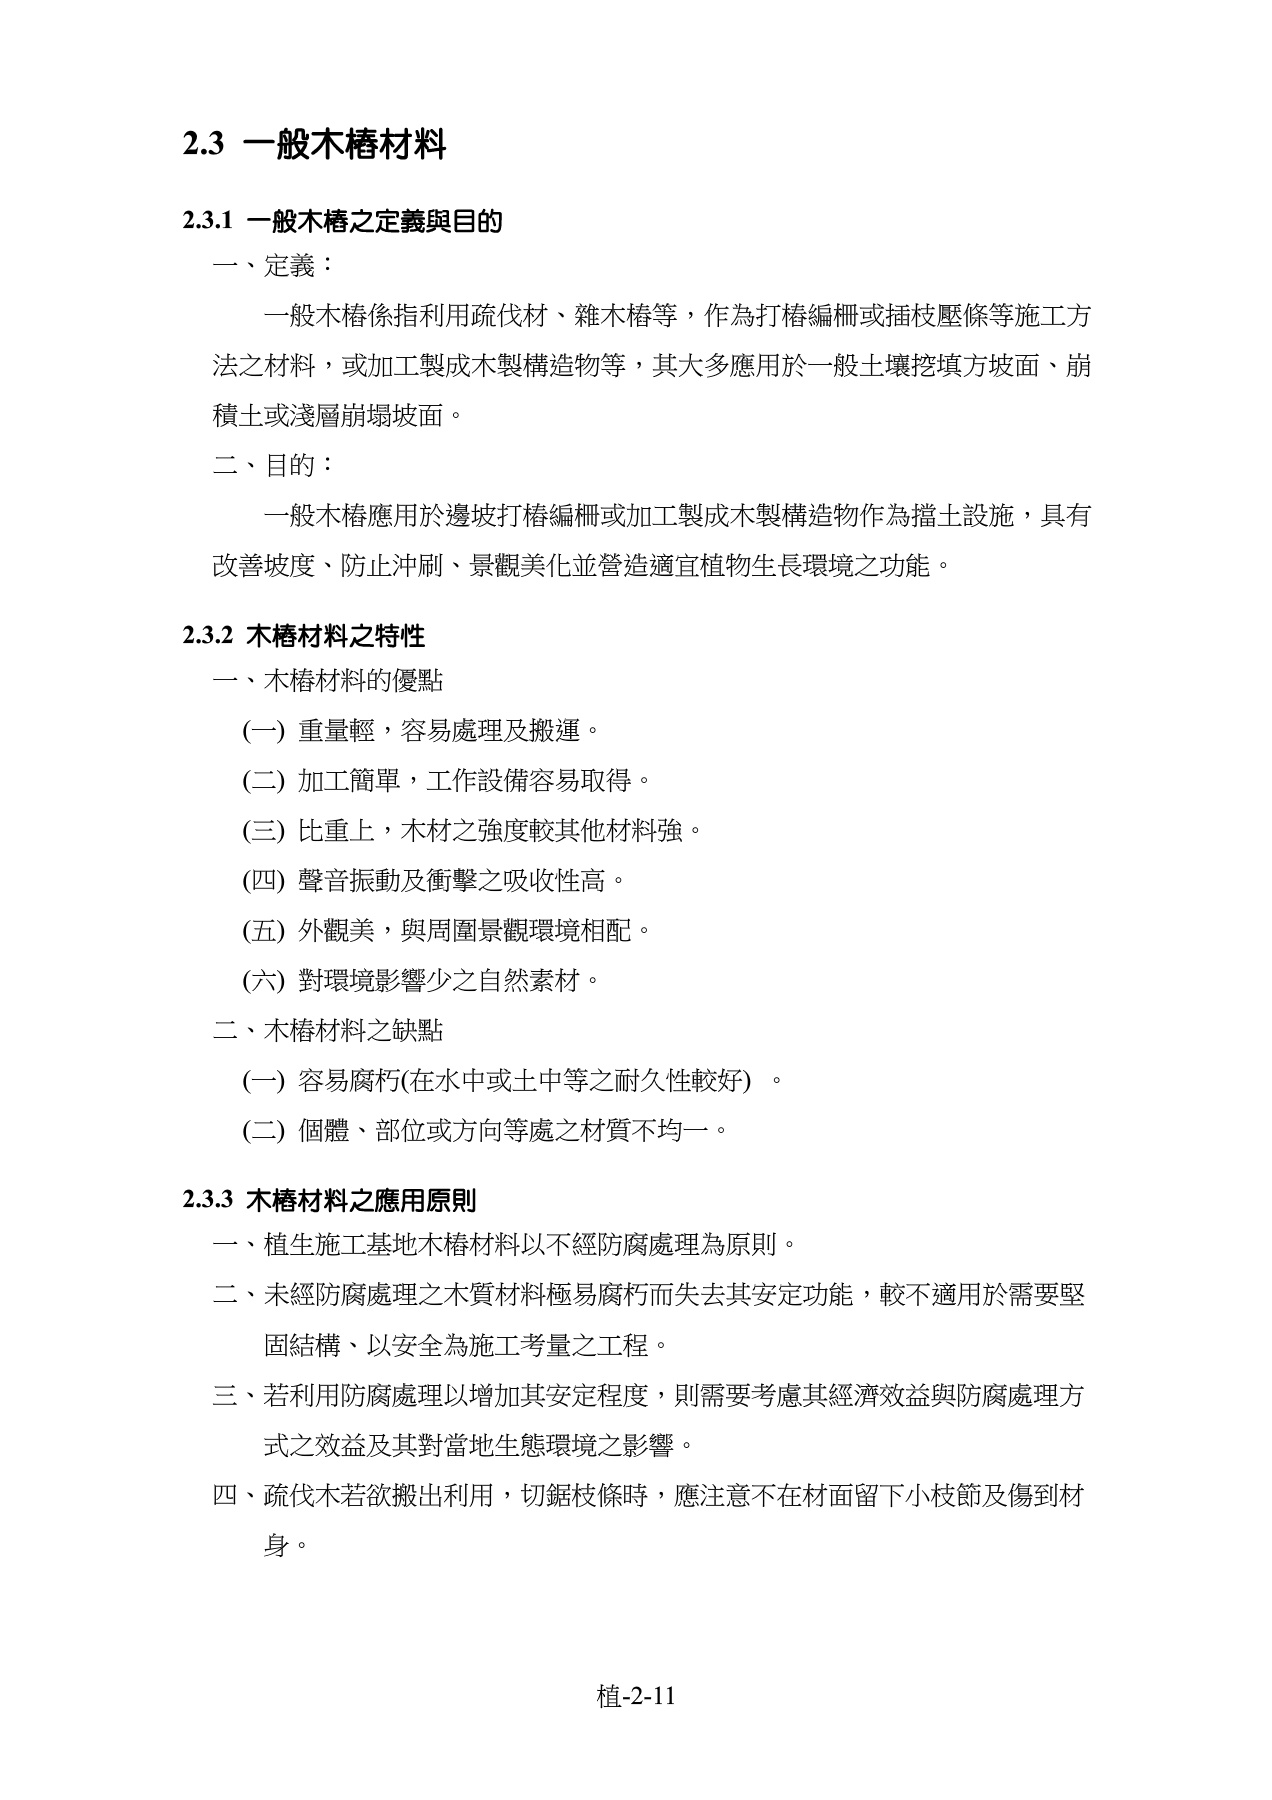 2.3 一般木樁材料
2.3.1 一般木樁之定義與目的
一、定義：
一般木樁係指利用疏伐材、雜木樁等，作為打樁編柵或插枝壓條等施工方
法之材料，或加工製成木製構造物等，其大多應用於一般土壤挖填方坡面、崩
積土或淺層崩塌坡面。
二、目的：
一般木樁應用於邊坡打樁編柵或加工製成木製構造物作為擋土設施，具有
改善坡度、防止沖刷、景觀美化並營造適宜植物生長環境之功能。
2.3.2 木樁材料之特性
一、木樁材料的優點
(一) 重量輕，容易處理及搬運。
(二) 加工簡單，工作設備容易取得。
(三) 比重上，木材之強度較其他材料強。
(四) 聲音振動及衝擊之吸收性高。
(五) 外觀美，與周圍景觀環境相配。
(六) 對環境影響少之自然素材。
二、木樁材料之缺點
(一) 容易腐朽(在水中或土中等之耐久性較好) 。
(二) 個體、部位或方向等處之材質不均一。
2.3.3 木樁材料之應用原則
一、植生施工基地木樁材料以不經防腐處理為原則。
二、未經防腐處理之木質材料極易腐朽而失去其安定功能，較不適用於需要堅
固結構、以安全為施工考量之工程。
三、若利用防腐處理以增加其安定程度，則需要考慮其經濟效益與防腐處理方
式之效益及其對當地生態環境之影響。
四、疏伐木若欲搬出利用，切鋸枝條時，應注意不在材面留下小枝節及傷到材
身。
植-2-11